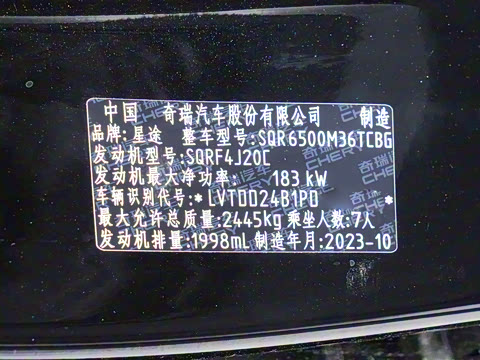 中国 奇瑞汽车股份有限公司 制造
品牌:星途 整车型号:SQR6500M36TCBG
发动机型号:SQRF4J20C
发动机最大净功率: 183 kW
车辆识别代号:*LVTDD24B1PD *
最大允许总质量:2445kg 乘坐人数:7人
发动机排量:1998mL 制造年月:2023-10